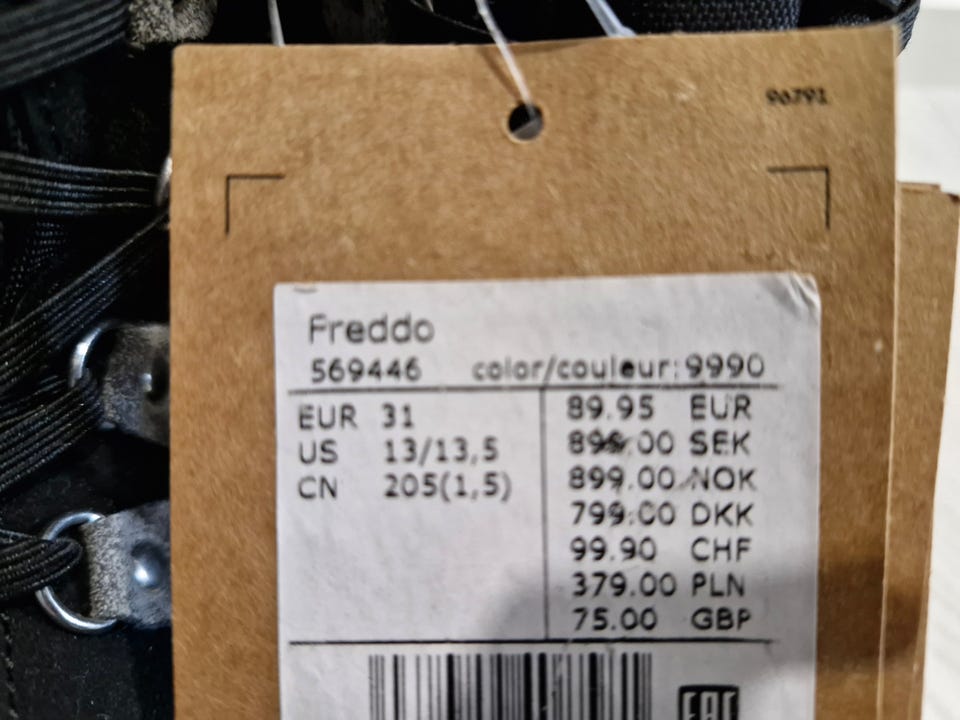 96791
Freddo
569446 color/couleur:9990
EUR 31
US 13/13,5
CN 205(1,5)
89.95 EUR
899.00 SEK
899.00 NOK
799.00 DKK
99.90 CHF
379.00 PLN
75.00 GBP
EAC